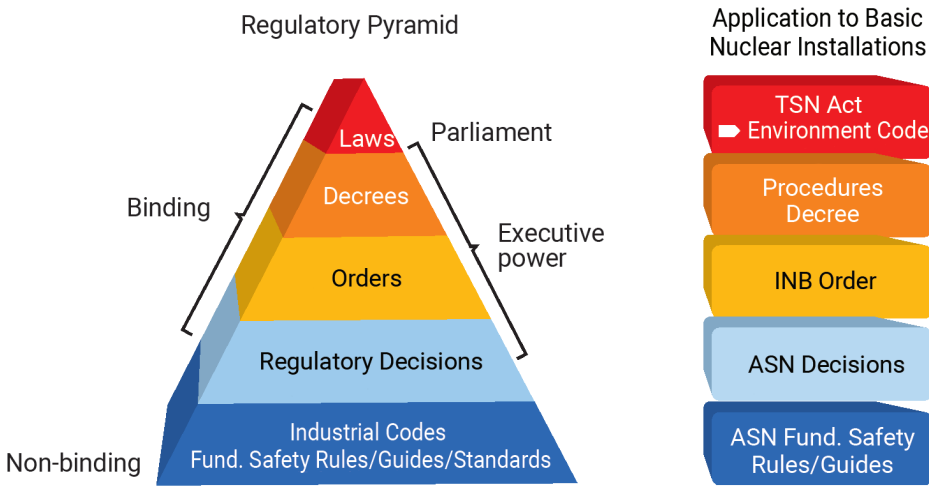 Regulatory Pyramid
Laws
Decrees
Orders
Regulatory Decisions
Industrial Codes
Fund. Safety Rules/Guides/Standards
Binding
Non-binding
Parliament
Executive
power
Application to Basic
Nuclear Installations
TSN Act
Environment Code
Procedures
Decree
INB Order
ASN Decisions
ASN Fund. Safety
Rules/Guides